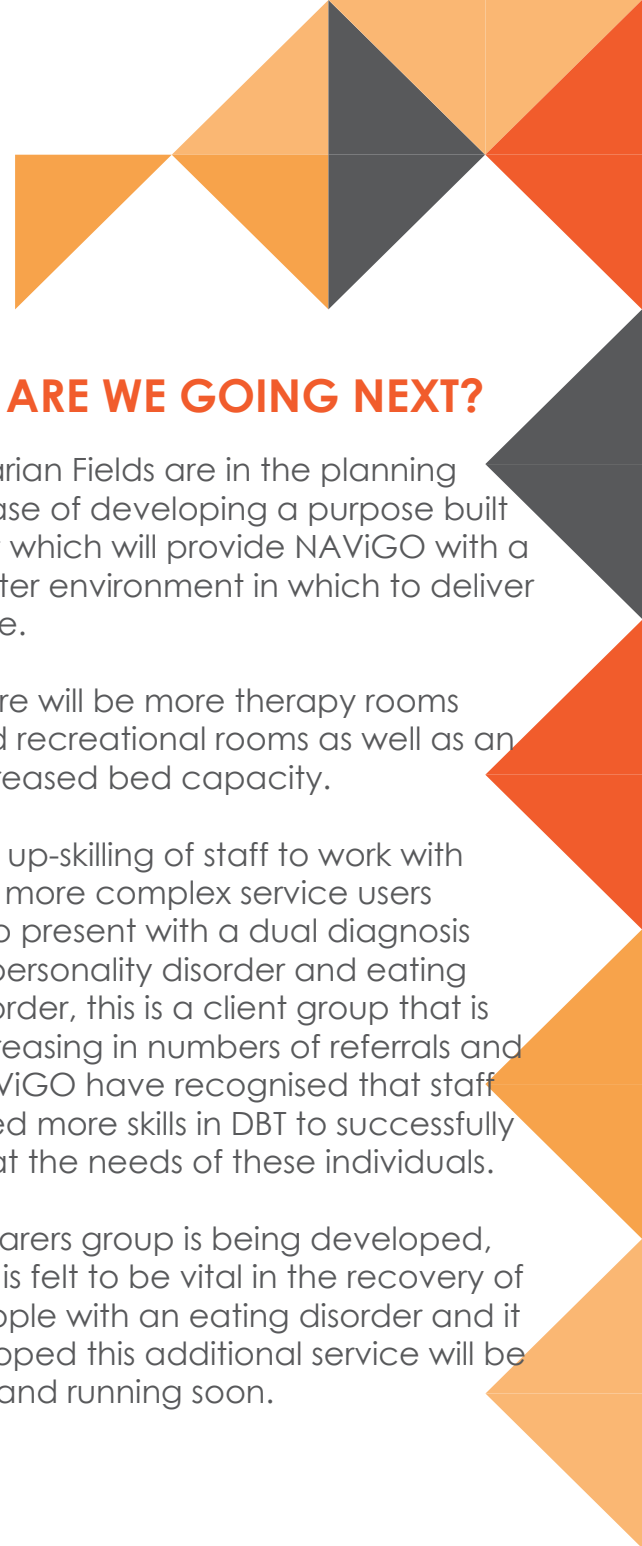 ARE WE GOING NEXT?
arian Fields are in the planning
ase of developing a purpose built
which will provide NAViGO with a
ter environment in which to deliver
e.
re will be more therapy rooms
d recreational rooms as well as an
reased bed capacity.
up-skilling of staff to work with
more complex service users
o present with a dual diagnosis
personality disorder and eating
order, this is a client group that is
reasing in numbers of referrals and
ViGO have recognised that staff
ed more skills in DBT to successfully
at the needs of these individuals.
arers group is being developed,
is felt to be vital in the recovery of
ople with an eating disorder and it
oped this additional service will be
and running soon.